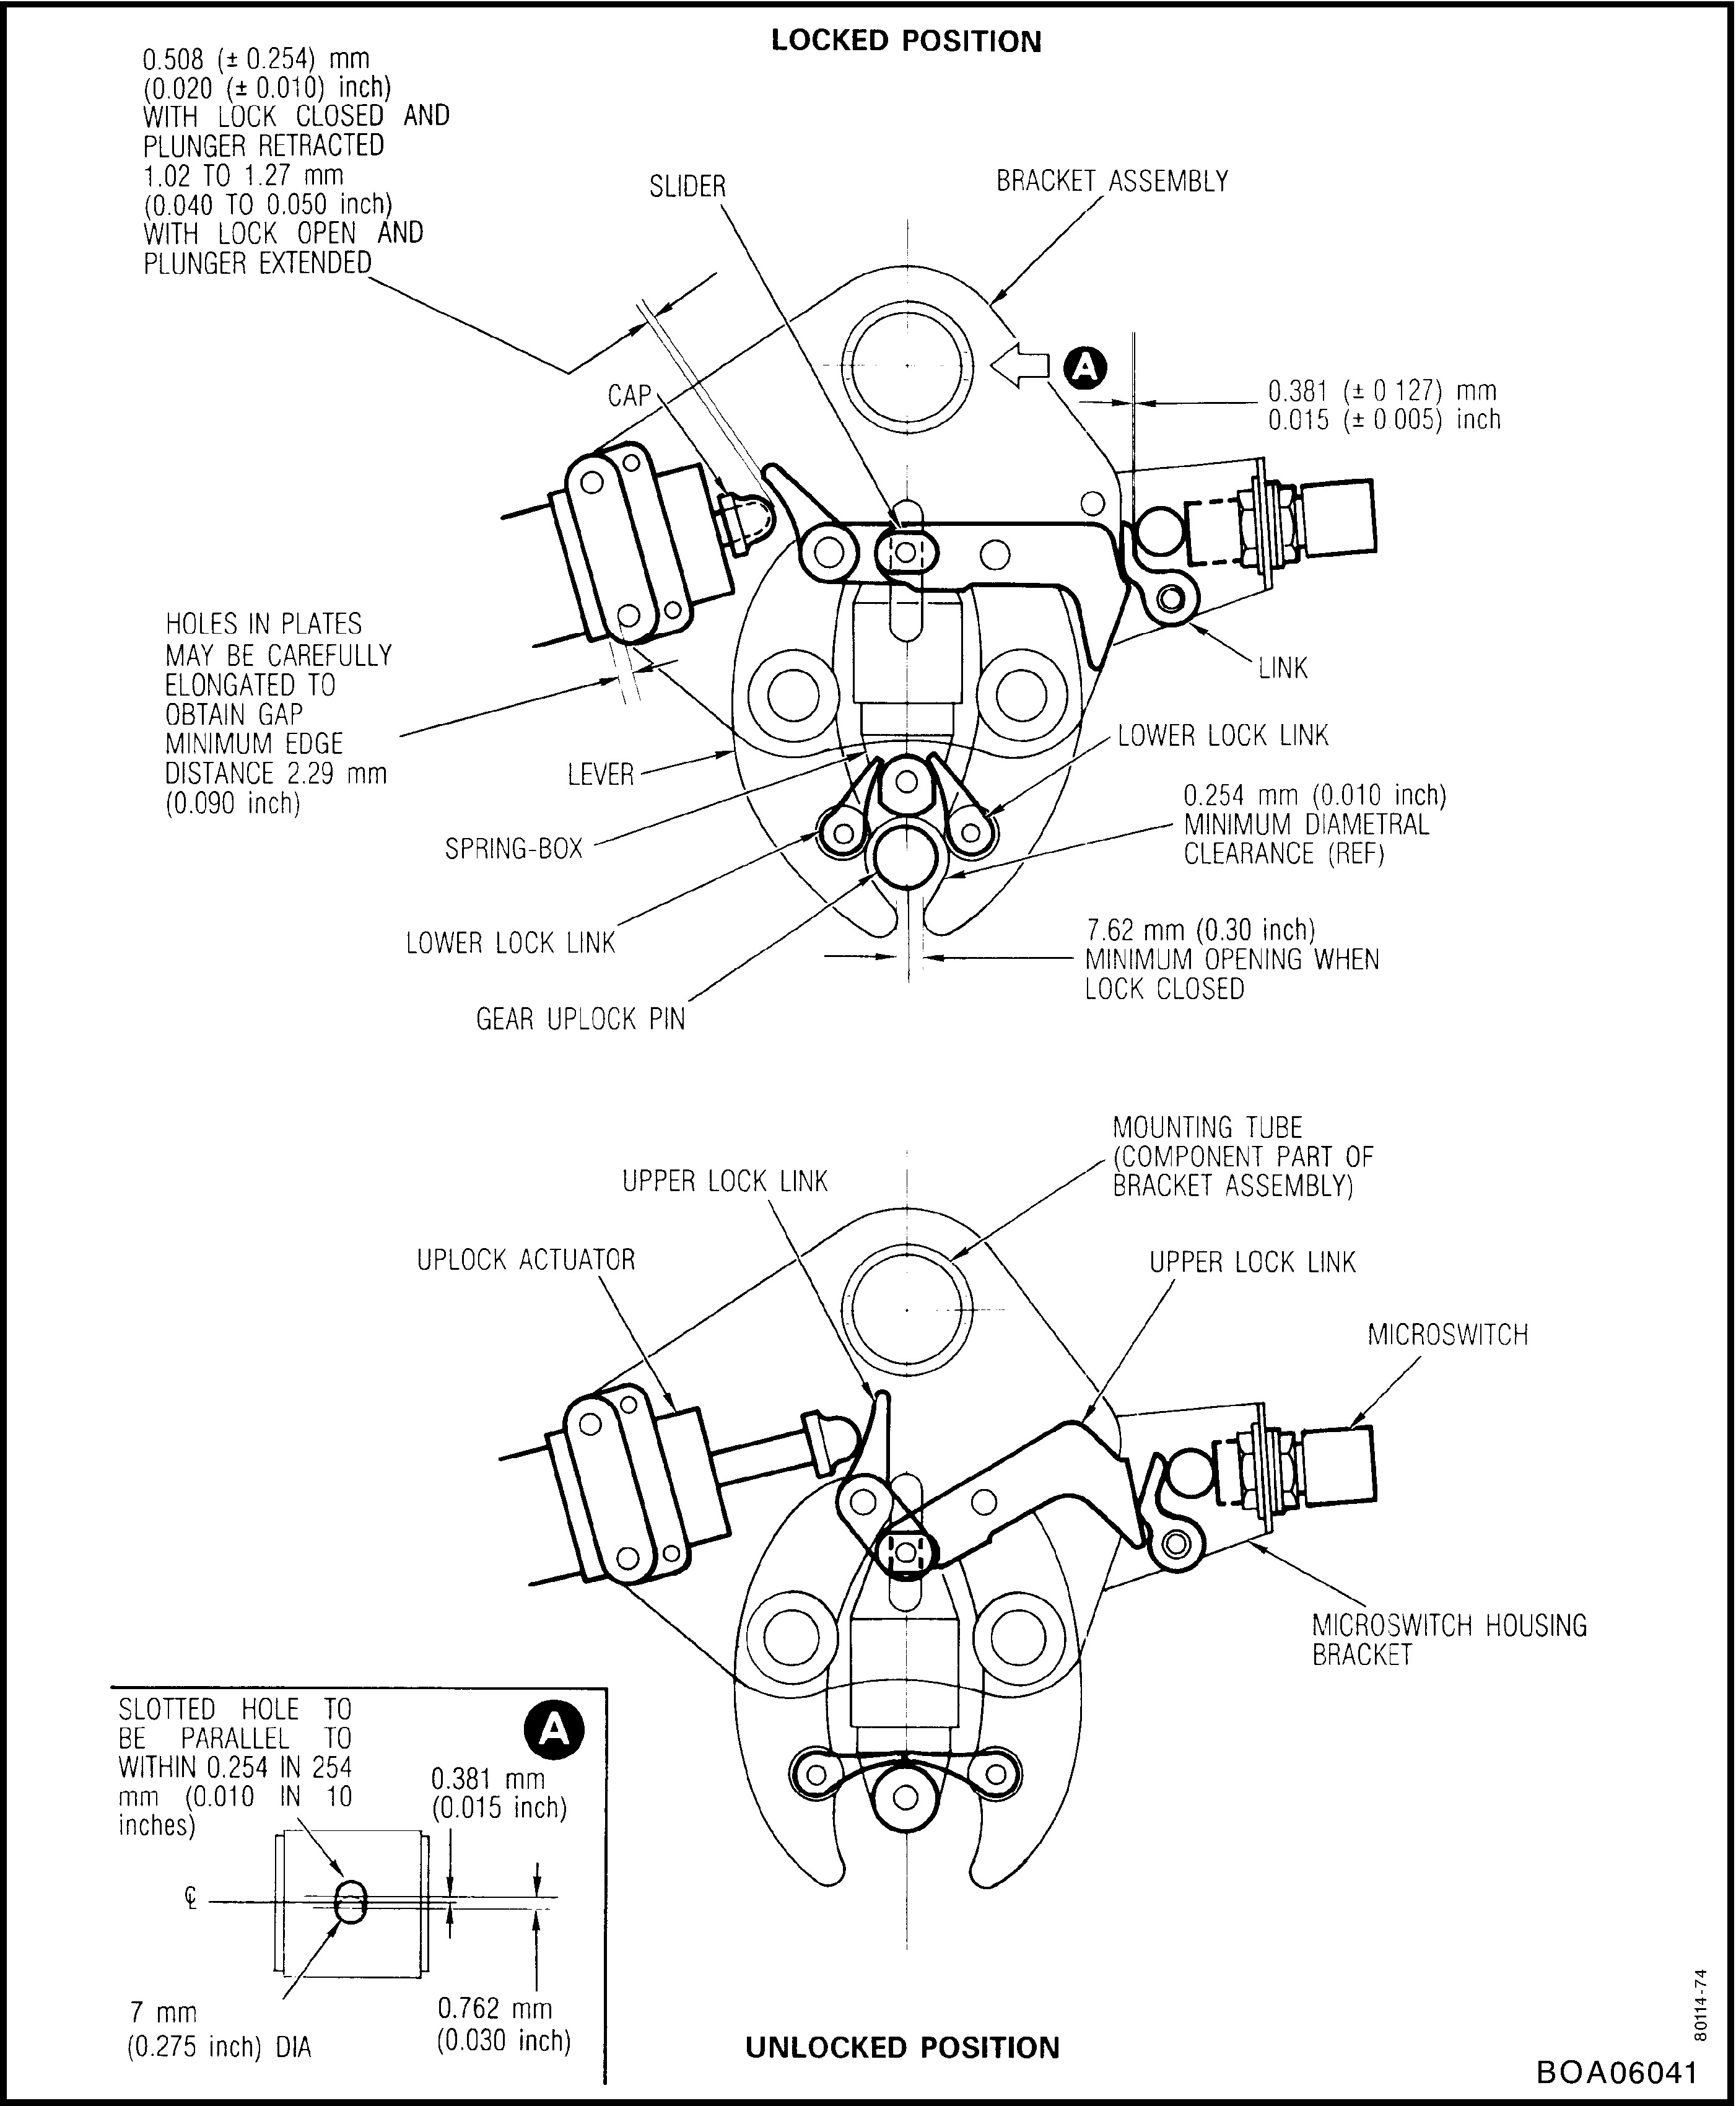 LOCKED POSITION
0.508 (± 0.254) mm
(0.020 (± 0.010) inch)
WITH LOCK CLOSED AND
PLUNGER RETRACTED
1.02 TO 1.27 mm
(0.040 TO 0.050 inch)
WITH LOCK OPEN AND
PLUNGER EXTENDED
SLIDER
BRACKET ASSEMBLY
A
CAP
0.381 (± 0 127) mm
0.015 (± 0 005) inch
HOLES IN PLATES
MAY BE CAREFULLY
ELONGATED TO
OBTAIN GAP
MINIMUM EDGE
DISTANCE 2.29 mm
(0.090 inch)
LINK
LOWER LOCK LINK
LEVER
0.254 mm (0.010 inch)
MINIMUM DIAMETRAL
CLEARANCE (REF)
SPRING-BOX
LOWER LOCK LINK
7.62 mm (0.30 inch)
MINIMUM OPENING WHEN
LOCK CLOSED
GEAR UPLOCK PIN
MOUNTING TUBE
(COMPONENT PART OF
BRACKET ASSEMBLY)
UPPER LOCK LINK
UPLOCK ACTUATOR
UPPER LOCK LINK
MICROSWITCH
MICROSWITCH HOUSING
BRACKET
SLOTTED HOLE TO
BE PARALLEL TO
WITHIN 0.254 IN 254
mm (0.010 IN 10
inches)
A
0.381 mm
(0.015 inch)
℄
7 mm
(0.275 inch) DIA
0.762 mm
(0.030 inch)
UNLOCKED POSITION
80114-74
BOA06041